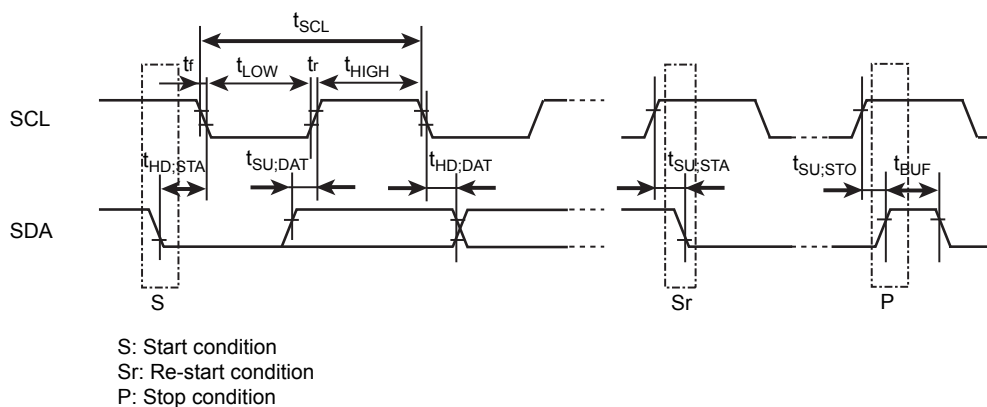 tSCL
tf tLOW tr tHIGH
SCL
tHD;STA tSU;DAT tHD;DAT tSU;STA tSU;STO tBUF
SDA
S Sr P
S: Start condition
Sr: Re-start condition
P: Stop condition